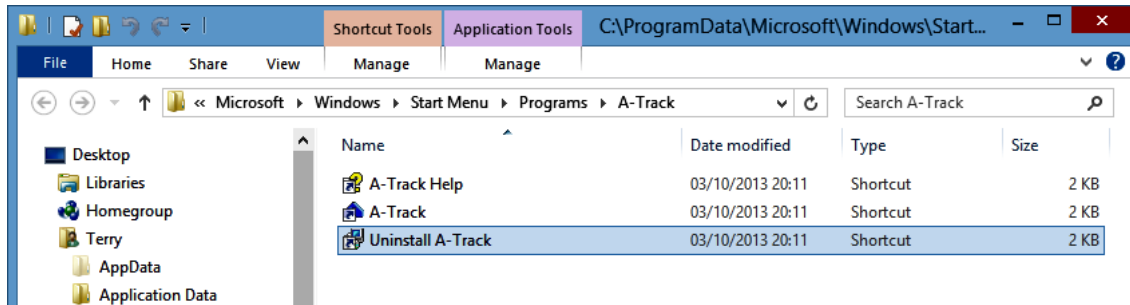 Shortcut Tools Application Tools C:\ProgramData\Microsoft\Windows\Start...
File Home Share View Manage Manage
« Microsoft Windows Start Menu Programs A-Track Search A-Track
Name Date modified Type Size
Desktop
Libraries
Homegroup
Terry
AppData
Application Data
A-Track Help 03/10/2013 20:11 Shortcut 2 KB
A-Track 03/10/2013 20:11 Shortcut 2 KB
Uninstall A-Track 03/10/2013 20:11 Shortcut 2 KB